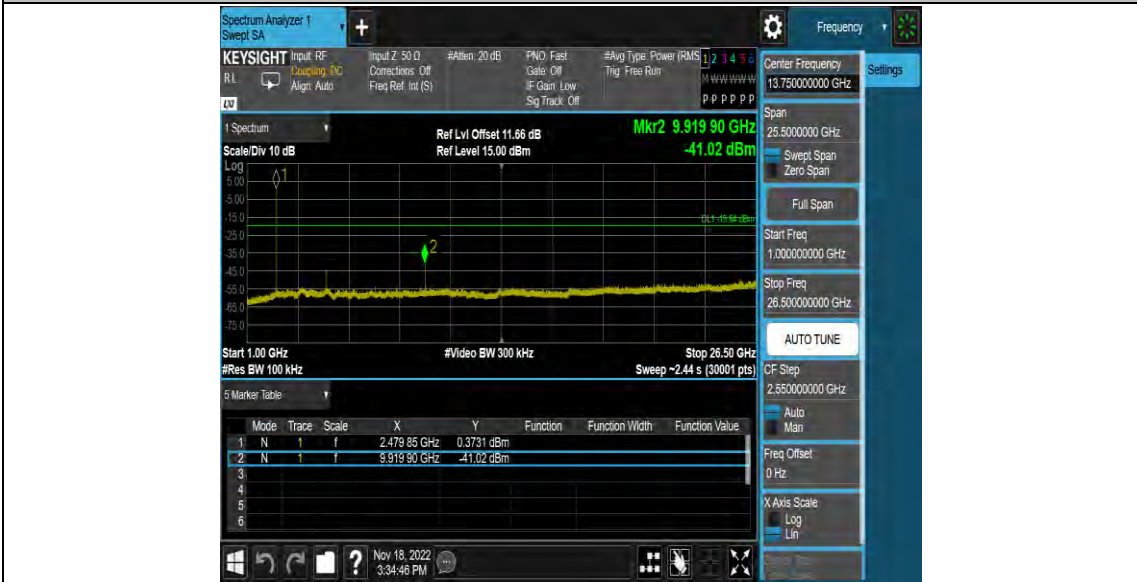 Spectrum Analyzer 1
Swept SA
+
Frequency
KEYSIGHT Input: RF Input Z: 50 Ω #Atten: 20 dB PNO: Fast #Avg Type: Power (RMS 1 2 3 4 5 6
RL Coupling: DC Corrections: Off Gate: Off Trig: Free Run M W W W W W
Align: Auto Freq Ref: Int (S) IF Gain: Low
LXI Sig Track: Off P P P P P P
Center Frequency
13.750000000 GHz
Settings
Span
25.5000000 GHz
Swept Span
Zero Span
Full Span
Start Freq
1.000000000 GHz
Stop Freq
26.500000000 GHz
AUTO TUNE
CF Step
2.550000000 GHz
Auto
Man
Freq Offset
0 Hz
X Axis Scale
Log
Lin
1 Spectrum
Ref Lvl Offset 11.66 dB
Mkr2 9.919 90 GHz
Scale/Div 10 dB
Ref Level 15.00 dBm
-41.02 dBm
Log
5.00
-5.00
-15.0
-25.0
-35.0
-45.0
-55.0
-65.0
-75.0
1
2
Start 1.00 GHz #Video BW 300 kHz Stop 26.50 GHz
#Res BW 100 kHz Sweep ~2.44 s (30001 pts)
5 Marker Table
Mode Trace Scale X Y Function Function Width Function Value
1 N 1 f 2.479 85 GHz 0.3731 dBm
2 N 1 f 9.919 90 GHz -41.02 dBm
3
4
5
6
? Nov 18, 2022
3:34:46 PM